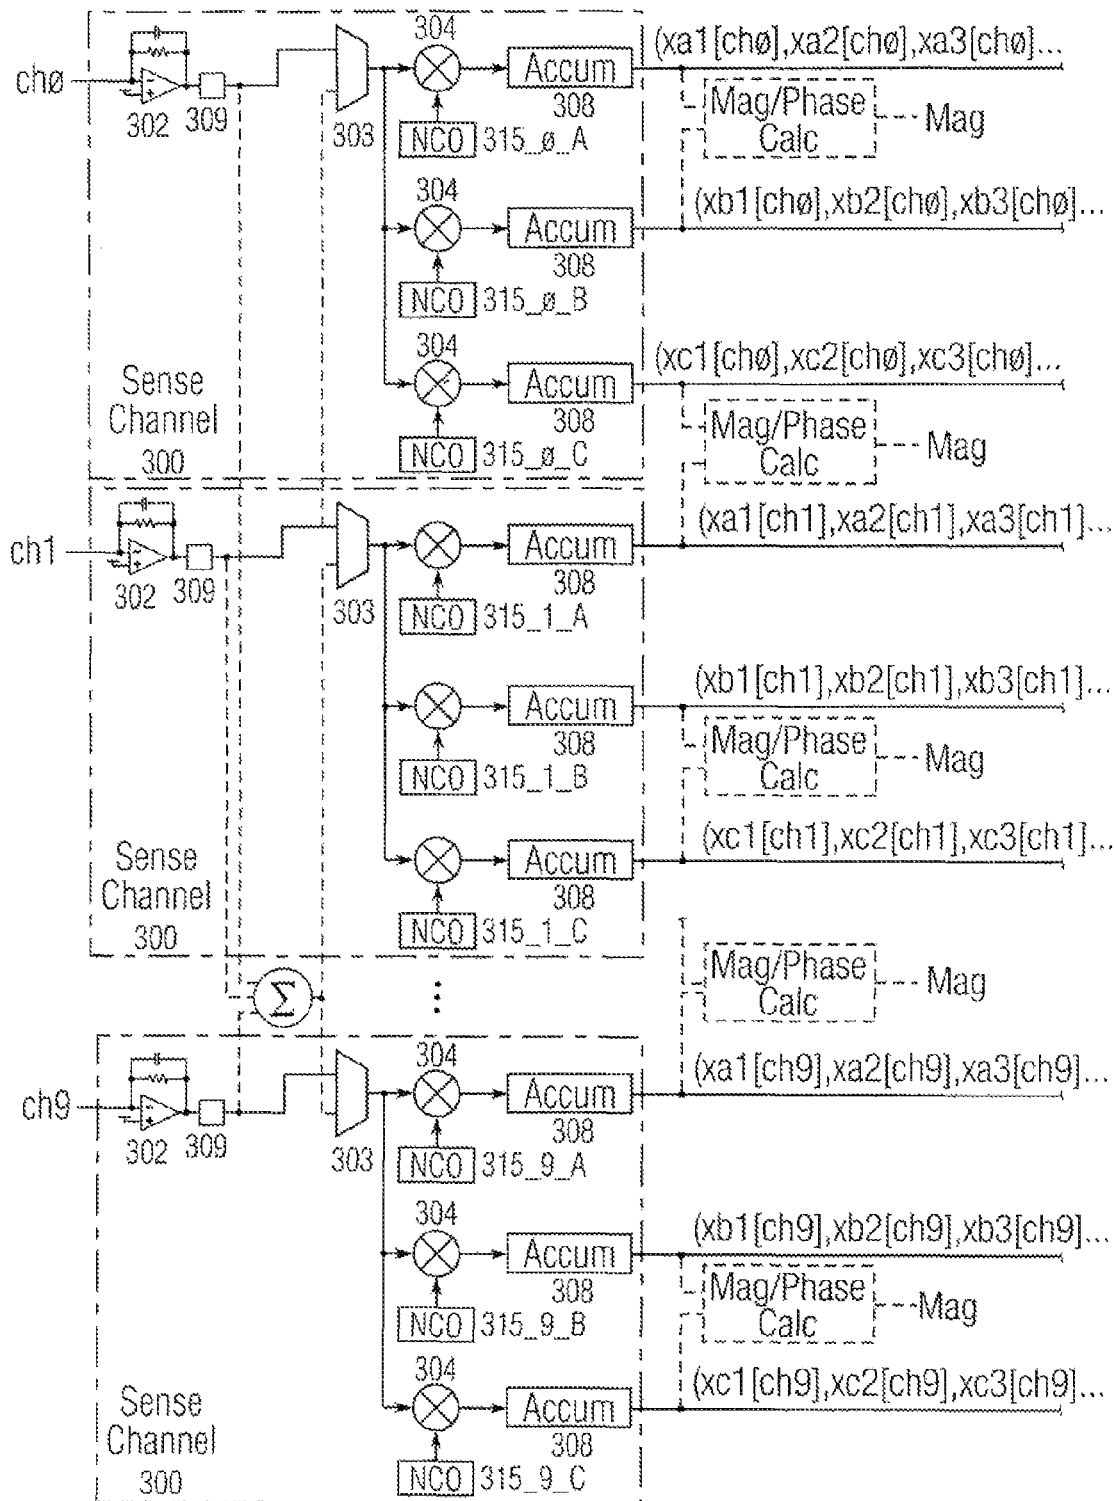 304
(xa1[chø],xa2[chø],xa3[chø]...
chø
302
309
303
Accum
308
NCO 315_ø_A
Mag/Phase
Calc
Mag
304
(xb1[chø],xb2[chø],xb3[chø]...
Accum
308
NCO 315_ø_B
304
(xc1[chø],xc2[chø],xc3[chø]...
Accum
308
NCO 315_ø_C
Sense
Channel
300
Mag/Phase
Calc
Mag
(xa1[ch1],xa2[ch1],xa3[ch1]...
ch1
302
309
303
Accum
308
NCO 315_1_A
(xb1[ch1],xb2[ch1],xb3[ch1]...
Accum
308
NCO 315_1_B
Mag/Phase
Calc
Mag
(xc1[ch1],xc2[ch1],xc3[ch1]...
Accum
308
NCO 315_1_C
Sense
Channel
300
Σ
Mag/Phase
Calc
Mag
304
(xa1[ch9],xa2[ch9],xa3[ch9]...
ch9
302
309
303
Accum
308
NCO 315_9_A
304
(xb1[ch9],xb2[ch9],xb3[ch9]...
Accum
308
NCO 315_9_B
Mag/Phase
Calc
Mag
304
(xc1[ch9],xc2[ch9],xc3[ch9]...
Accum
308
NCO 315_9_C
Sense
Channel
300